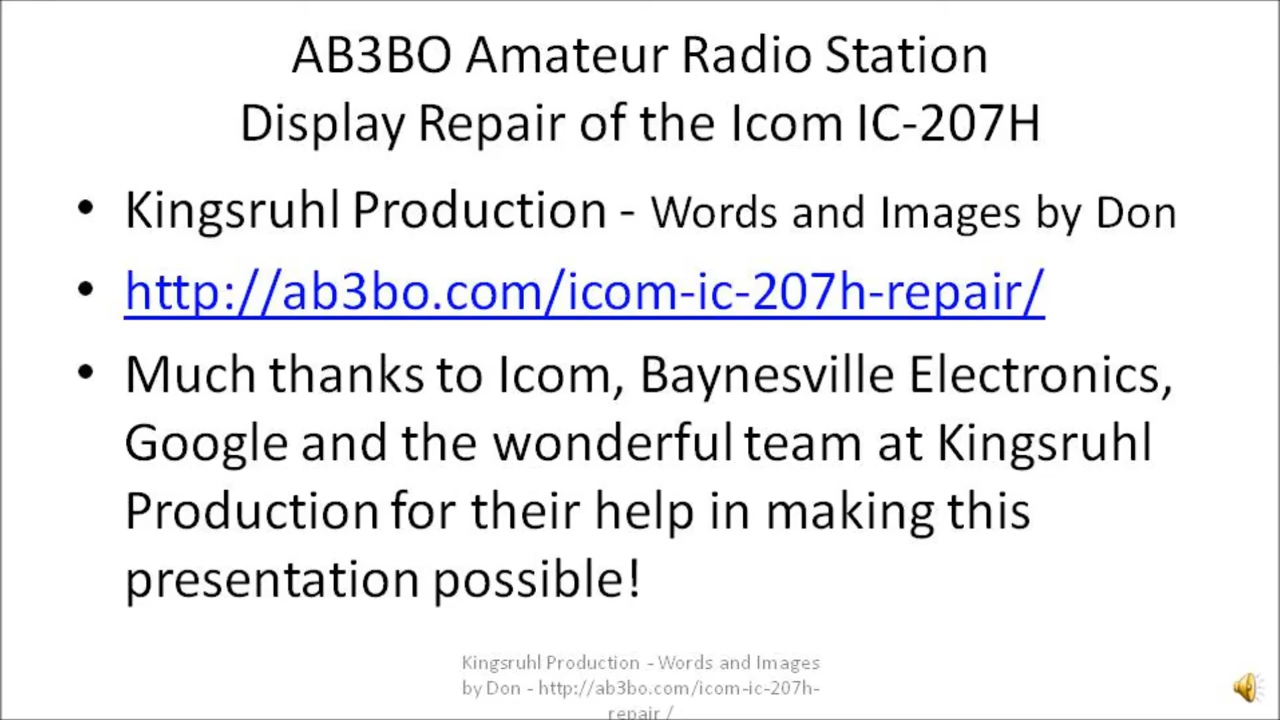 AB3BO Amateur Radio Station
Display Repair of the Icom IC-207H
• Kingsruhl Production - Words and Images by Don
• http://ab3bo.com/icom-ic-207h-repair/
• Much thanks to Icom, Baynesville Electronics,
Google and the wonderful team at Kingsruhl
Production for their help in making this
presentation possible!
Kingsruhl Production - Words and Images
by Don - http://ab3bo.com/icom-ic-207h-
repair /